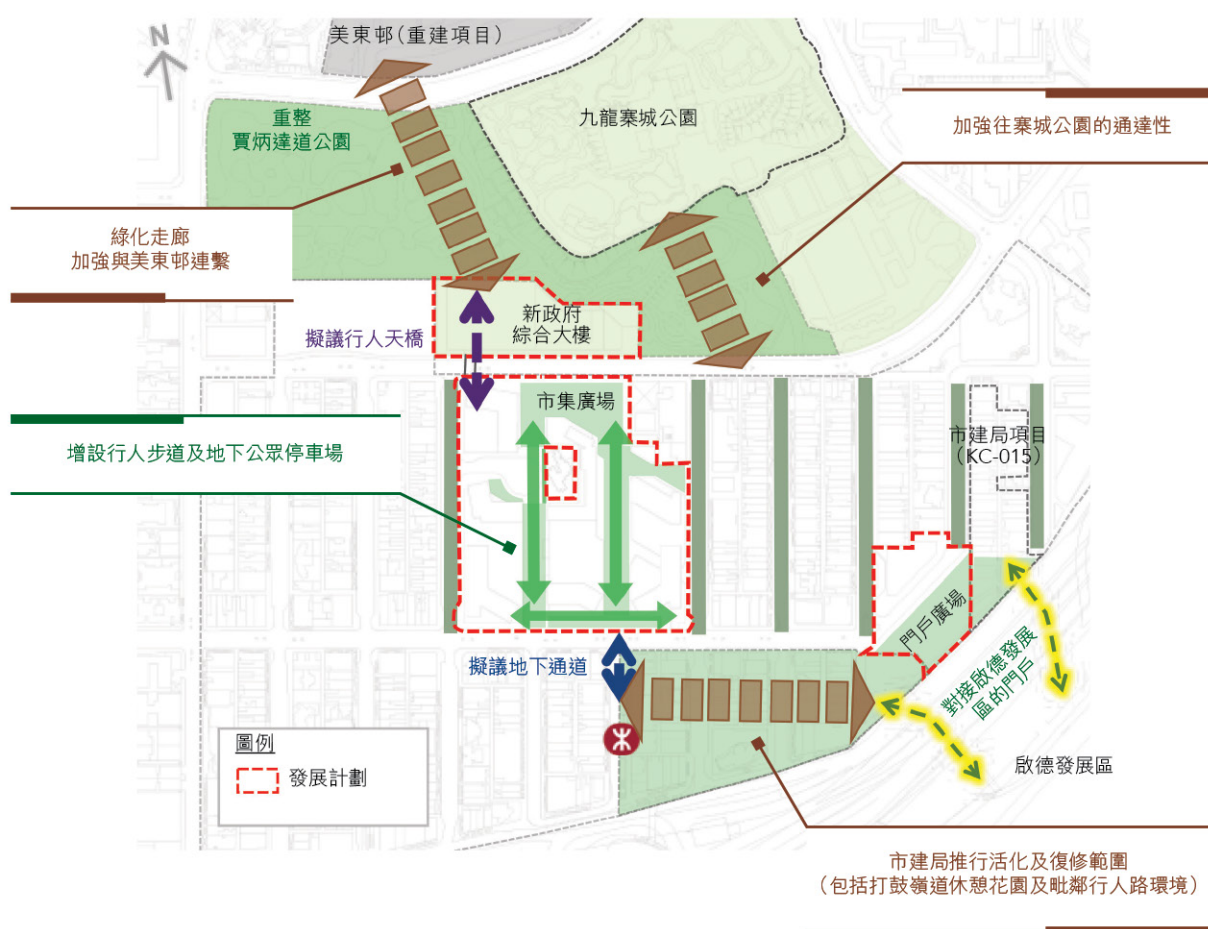 美東邨(重建項目)
N
重整
賈炳達道公園
九龍寨城公園
加強往寨城公園的通達性
綠化走廊
加強與美東邨連繫
新政府
綜合大樓
擬議行人天橋
市集廣場
增設行人步道及地下公眾停車場
市建局項目
(KC-015)
門戶廣場
擬議地下通道
對接啟德發展
區的門戶
圖例
發展計劃
啟德發展區
市建局推行活化及復修範圍
(包括打鼓嶺道休憩花園及毗鄰行人路環境)